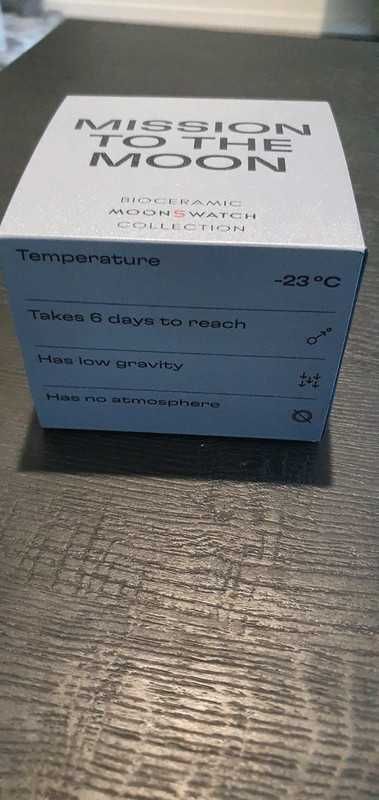 MISSION
TO THE
MOON
BIOCERAMIC
MOONSWATCH
COLLECTION
Temperature
-23 °C
Takes 6 days to reach
Has low gravity
Has no atmosphere